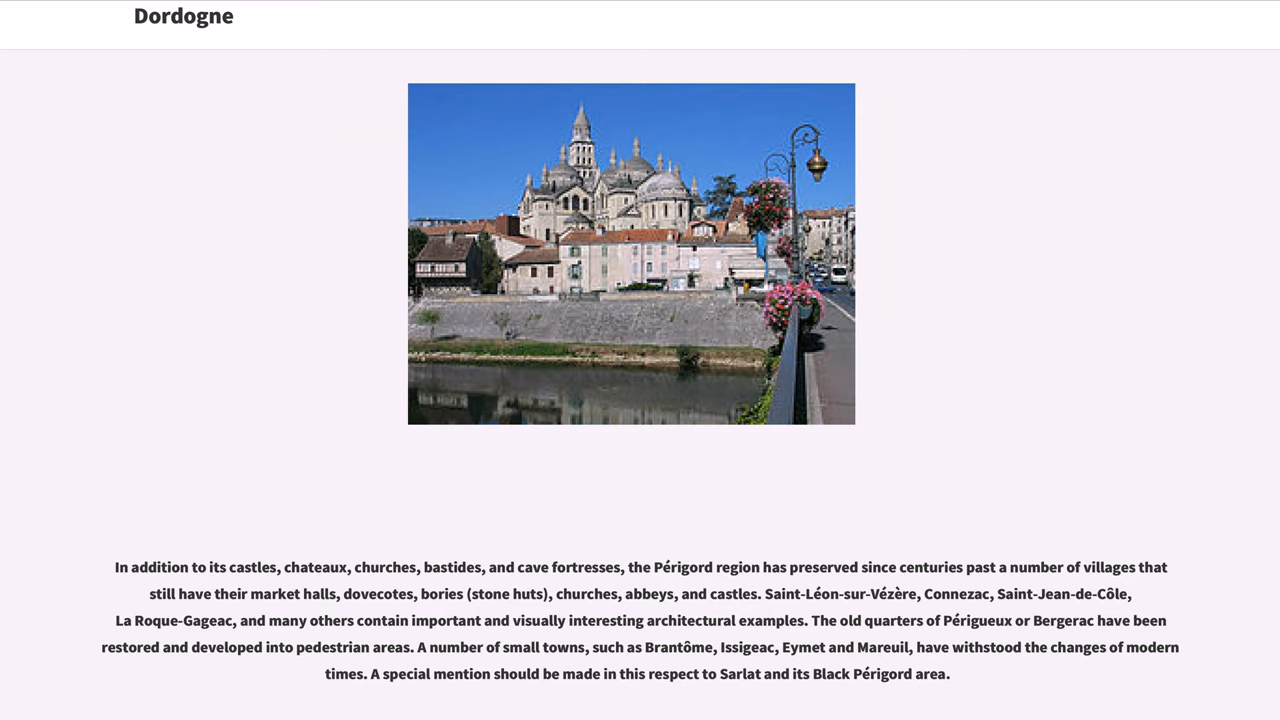 Dordogne
In addition to its castles, chateaux, churches, bastides, and cave fortresses, the Périgord region has preserved since centuries past a number of villages that
still have their market halls, dovecotes, bories (stone huts), churches, abbeys, and castles. Saint-Léon-sur-Vézère, Connezac, Saint-Jean-de-Côle,
La Roque-Gageac, and many others contain important and visually interesting architectural examples. The old quarters of Périgueux or Bergerac have been
restored and developed into pedestrian areas. A number of small towns, such as Brantôme, Issigeac, Eymet and Mareuil, have withstood the changes of modern
times. A special mention should be made in this respect to Sarlat and its Black Périgord area.